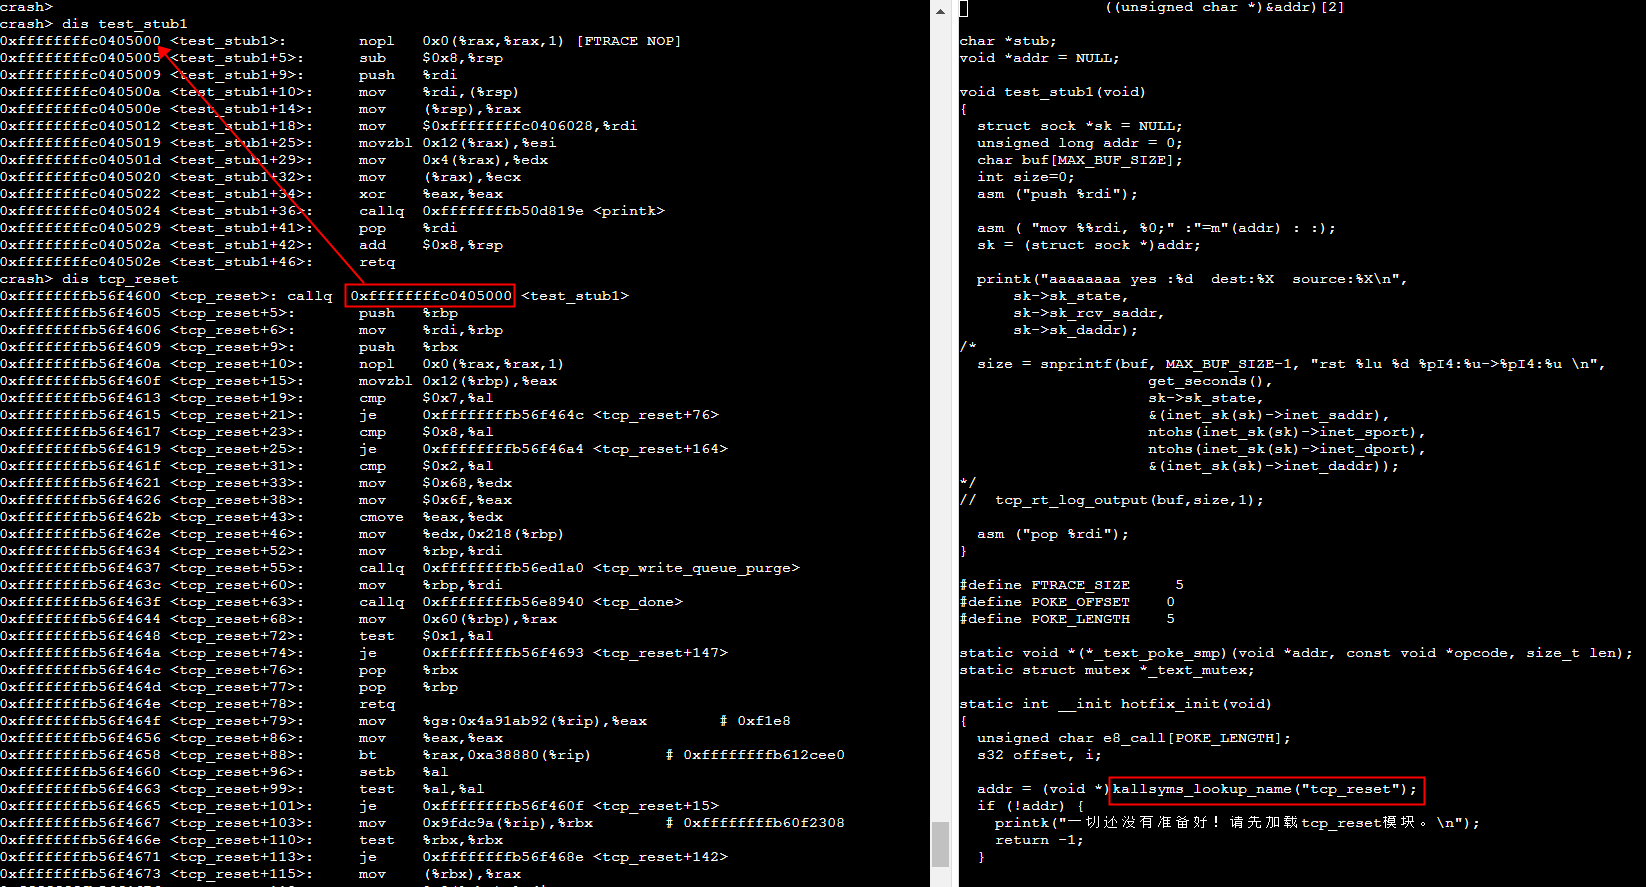 crash>
crash> dis test_stub1
0xffffffffc0405000 <test_stub1>: nopl 0x0(%rax,%rax,1) [FTRACE NOP]
0xffffffffc0405005 <test_stub1+5>: sub $0x8,%rsp
0xffffffffc0405009 <test_stub1+9>: push %rdi
0xffffffffc040500a <test_stub1+10>: mov %rdi,(%rsp)
0xffffffffc040500e <test_stub1+14>: mov (%rsp),%rax
0xffffffffc0405012 <test_stub1+18>: mov $0xffffffffc0406028,%rdi
0xffffffffc0405019 <test_stub1+25>: movzbl 0x12(%rax),%esi
0xffffffffc040501d <test_stub1+29>: mov 0x4(%rax),%edx
0xffffffffc0405020 <test_stub1+32>: mov (%rax),%ecx
0xffffffffc0405022 <test_stub1+34>: xor %eax,%eax
0xffffffffc0405024 <test_stub1+36>: callq 0xffffffffb50d819e <printk>
0xffffffffc0405029 <test_stub1+41>: pop %rdi
0xffffffffc040502a <test_stub1+42>: add $0x8,%rsp
0xffffffffc040502e <test_stub1+46>: retq
crash> dis tcp_reset
0xffffffffb56f4600 <tcp_reset>: callq 0xffffffffc0405000 <test_stub1>
0xffffffffb56f4605 <tcp_reset+5>: push %rbp
0xffffffffb56f4606 <tcp_reset+6>: mov %rdi,%rbp
0xffffffffb56f4609 <tcp_reset+9>: push %rbx
0xffffffffb56f460a <tcp_reset+10>: nopl 0x0(%rax,%rax,1)
0xffffffffb56f460f <tcp_reset+15>: movzbl 0x12(%rbp),%eax
0xffffffffb56f4613 <tcp_reset+19>: cmp $0x7,%al
0xffffffffb56f4615 <tcp_reset+21>: je 0xffffffffb56f464c <tcp_reset+76>
0xffffffffb56f4617 <tcp_reset+23>: cmp $0x8,%al
0xffffffffb56f4619 <tcp_reset+25>: je 0xffffffffb56f46a4 <tcp_reset+164>
0xffffffffb56f461f <tcp_reset+31>: cmp $0x2,%al
0xffffffffb56f4621 <tcp_reset+33>: mov $0x68,%edx
0xffffffffb56f4626 <tcp_reset+38>: mov $0x6f,%eax
0xffffffffb56f462b <tcp_reset+43>: cmove %eax,%edx
0xffffffffb56f462e <tcp_reset+46>: mov %edx,0x218(%rbp)
0xffffffffb56f4634 <tcp_reset+52>: mov %rbp,%rdi
0xffffffffb56f4637 <tcp_reset+55>: callq 0xffffffffb56ed1a0 <tcp_write_queue_purge>
0xffffffffb56f463c <tcp_reset+60>: mov %rbp,%rdi
0xffffffffb56f463f <tcp_reset+63>: callq 0xffffffffb56e8940 <tcp_done>
0xffffffffb56f4644 <tcp_reset+68>: mov 0x60(%rbp),%rax
0xffffffffb56f4648 <tcp_reset+72>: test $0x1,%al
0xffffffffb56f464a <tcp_reset+74>: je 0xffffffffb56f4693 <tcp_reset+147>
0xffffffffb56f464c <tcp_reset+76>: pop %rbx
0xffffffffb56f464d <tcp_reset+77>: pop %rbp
0xffffffffb56f464e <tcp_reset+78>: retq
0xffffffffb56f464f <tcp_reset+79>: mov %gs:0x4a91ab92(%rip),%eax # 0xf1e8
0xffffffffb56f4656 <tcp_reset+86>: mov %eax,%eax
0xffffffffb56f4658 <tcp_reset+88>: bt %rax,0xa38880(%rip) # 0xffffffffb612cee0
0xffffffffb56f4660 <tcp_reset+96>: setb %al
0xffffffffb56f4663 <tcp_reset+99>: test %al,%al
0xffffffffb56f4665 <tcp_reset+101>: je 0xffffffffb56f460f <tcp_reset+15>
0xffffffffb56f4667 <tcp_reset+103>: mov 0x9fdc9a(%rip),%rbx # 0xffffffffb60f2308
0xffffffffb56f466e <tcp_reset+110>: test %rbx,%rbx
0xffffffffb56f4671 <tcp_reset+113>: je 0xffffffffb56f468e <tcp_reset+142>
0xffffffffb56f4673 <tcp_reset+115>: mov (%rbx),%rax
((unsigned char *)&addr)[2]
char *stub;
void *addr = NULL;
void test_stub1(void)
{
struct sock *sk = NULL;
unsigned long addr = 0;
char buf[MAX_BUF_SIZE];
int size=0;
asm ("push %rdi");
asm ( "mov %%rdi, %0;" :"=m"(addr) : :);
sk = (struct sock *)addr;
printk("aaaaaaaa yes :%d dest:%X source:%X\n",
sk->sk_state,
sk->sk_rcv_saddr,
sk->sk_daddr);
/*
size = snprintf(buf, MAX_BUF_SIZE-1, "rst %lu %d %pI4:%u->%pI4:%u \n",
get_seconds(),
sk->sk_state,
&(inet_sk(sk)->inet_saddr),
ntohs(inet_sk(sk)->inet_sport),
ntohs(inet_sk(sk)->inet_dport),
&(inet_sk(sk)->inet_daddr));
*/
// tcp_rt_log_output(buf,size,1);
asm ("pop %rdi");
}
#define FTRACE_SIZE 5
#define POKE_OFFSET 0
#define POKE_LENGTH 5
static void *(*_text_poke_smp)(void *addr, const void *opcode, size_t len);
static struct mutex *_text_mutex;
static int __init hotfix_init(void)
{
unsigned char e8_call[POKE_LENGTH];
s32 offset, i;
addr = (void *)kallsyms_lookup_name("tcp_reset");
if (!addr) {
printk("一切还没有准备好！请先加载tcp_reset模块。\n");
return -1;
}